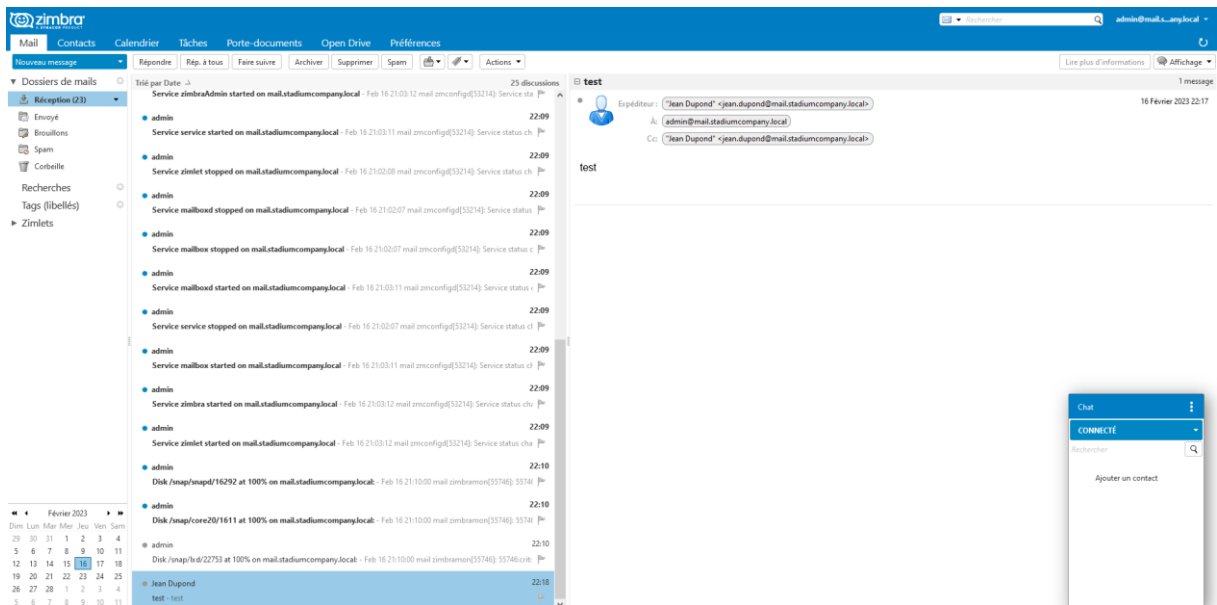 zimbra
A SYNACOR PRODUCT
Rechercher
admin@mail.s...any.local
Mail Contacts Calendrier Tâches Porte-documents Open Drive Préférences
Nouveau message
Répondre Rép. à tous Faire suivre Archiver Supprimer Spam Actions
Lire plus d'informations Affichage
Dossiers de mails
Réception (23)
Envoyé
Brouillons
Spam
Corbeille
Recherches
Tags (libellés)
Zimlets
Trié par Date 25 discussions
Service zimbraAdmin started on mail.stadiumcompany.local - Feb 16 21:03:12 mail zmconfigd[53214]: Service sta
admin 22:09
Service service started on mail.stadiumcompany.local - Feb 16 21:03:11 mail zmconfigd[53214]: Service status ch
admin 22:09
Service zimlet stopped on mail.stadiumcompany.local - Feb 16 21:02:08 mail zmconfigd[53214]: Service status ch
admin 22:09
Service mailboxd stopped on mail.stadiumcompany.local - Feb 16 21:02:07 mail zmconfigd[53214]: Service status
admin 22:09
Service mailbox stopped on mail.stadiumcompany.local - Feb 16 21:02:07 mail zmconfigd[53214]: Service status c
admin 22:09
Service mailboxd started on mail.stadiumcompany.local - Feb 16 21:03:11 mail zmconfigd[53214]: Service status c
admin 22:09
Service service stopped on mail.stadiumcompany.local - Feb 16 21:02:07 mail zmconfigd[53214]: Service status cl
admin 22:09
Service mailbox started on mail.stadiumcompany.local - Feb 16 21:03:11 mail zmconfigd[53214]: Service status cl
admin 22:09
Service zimbra started on mail.stadiumcompany.local - Feb 16 21:03:12 mail zmconfigd[53214]: Service status chi
admin 22:09
Service zimlet started on mail.stadiumcompany.local - Feb 16 21:03:12 mail zmconfigd[53214]: Service status cha
admin 22:10
Disk /snap/snapd/16292 at 100% on mail.stadiumcompany.local: - Feb 16 21:10:00 mail zimbramon[55746]: 5574
admin 22:10
Disk /snap/core20/1611 at 100% on mail.stadiumcompany.local: - Feb 16 21:10:00 mail zimbramon[55746]: 5574
admin 22:10
Disk /snap/lxd/22753 at 100% on mail.stadiumcompany.local: - Feb 16 21:10:00 mail zimbramon[55746]: 55746:crit:
Jean Dupond 22:18
test - test
test
1 message
Expéditeur : "Jean Dupond" <jean.dupond@mail.stadiumcompany.local> 16 Février 2023 22:17
À: admin@mail.stadiumcompany.local
Cc: "Jean Dupond" <jean.dupond@mail.stadiumcompany.local>
test
Chat
CONNECTÉ
Rechercher
Ajouter un contact
Février 2023
Dim Lun Mar Mer Jeu Ven Sam
29 30 31 1 2 3 4
5 6 7 8 9 10 11
12 13 14 15 16 17 18
19 20 21 22 23 24 25
26 27 28 1 2 3 4
5 6 7 8 9 10 11